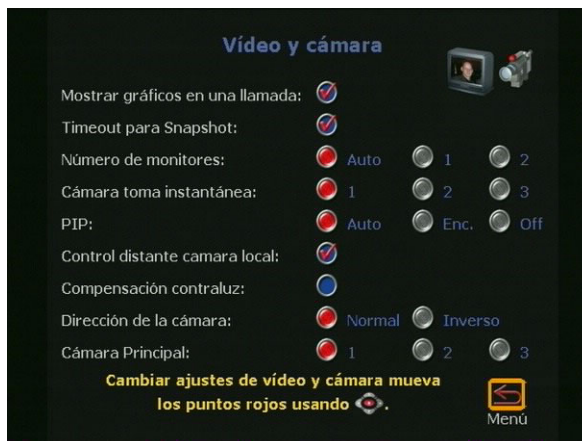 Vídeo y cámara
Mostrar gráficos en una llamada:
Timeout para Snapshot:
Número de monitores: Auto 1 2
Cámara toma instantánea: 1 2 3
PIP: Auto Enc. Off
Control distante camara local:
Compensación contraluz:
Dirección de la cámara: Normal Inverso
Cámara Principal: 1 2 3
Cambiar ajustes de vídeo y cámara mueva
los puntos rojos usando .
Menú